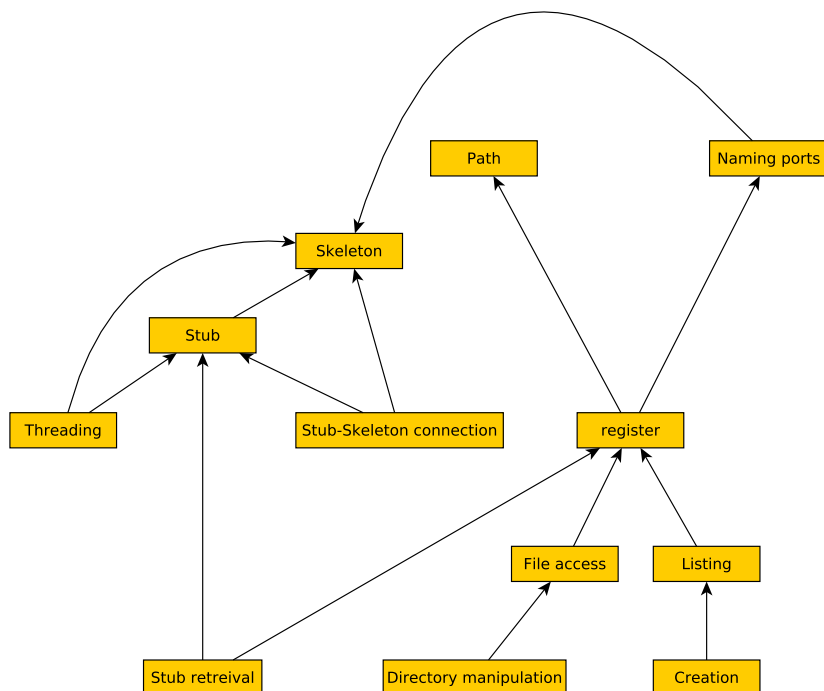 Path
Naming ports
Skeleton
Stub
Threading
Stub-Skeleton connection
register
File access
Listing
Stub retreival
Directory manipulation
Creation